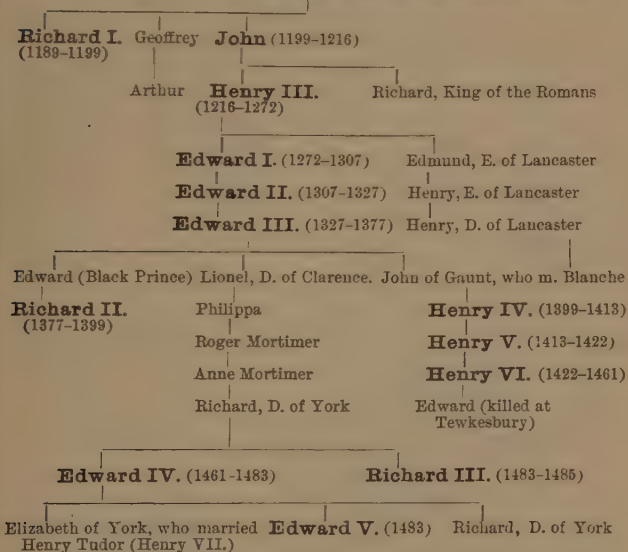 Richard I. Geoffrey John (1199–1216)
(1189–1199)
Arthur Henry III. Richard, King of the Romans
(1216–1272)
Edward I. (1272–1307) Edmund, E. of Lancaster
Edward II. (1307–1327) Henry, E. of Lancaster
Edward III. (1327–1377) Henry, D. of Lancaster
Edward (Black Prince) Lionel, D. of Clarence. John of Gaunt, who m. Blanche
Richard II. Philippa Henry IV. (1399–1413)
(1377–1399)
Roger Mortimer Henry V. (1413–1422)
Anne Mortimer Henry VI. (1422–1461)
Richard, D. of York Edward (killed at
Tewkesbury)
Edward IV. (1461-1483) Richard III. (1483–1485)
Elizabeth of York, who married Edward V. (1483) Richard, D. of York
Henry Tudor (Henry VII.)